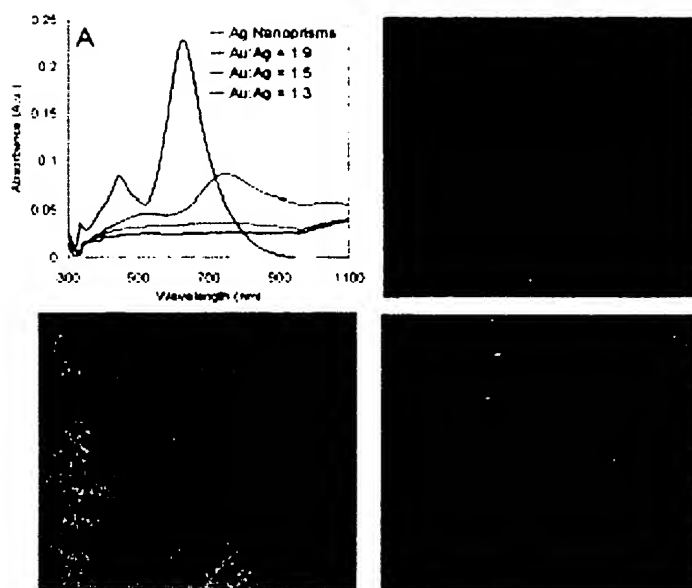 A
Ag Nanoprisms
Au:Ag = 1:9
Au:Ag = 1:5
Au:Ag = 1:3
0.25
0.2
0.15
0.1
0.05
0
Absorbance (A.u.)
300 500 700 900 1100
Wavelength (nm)